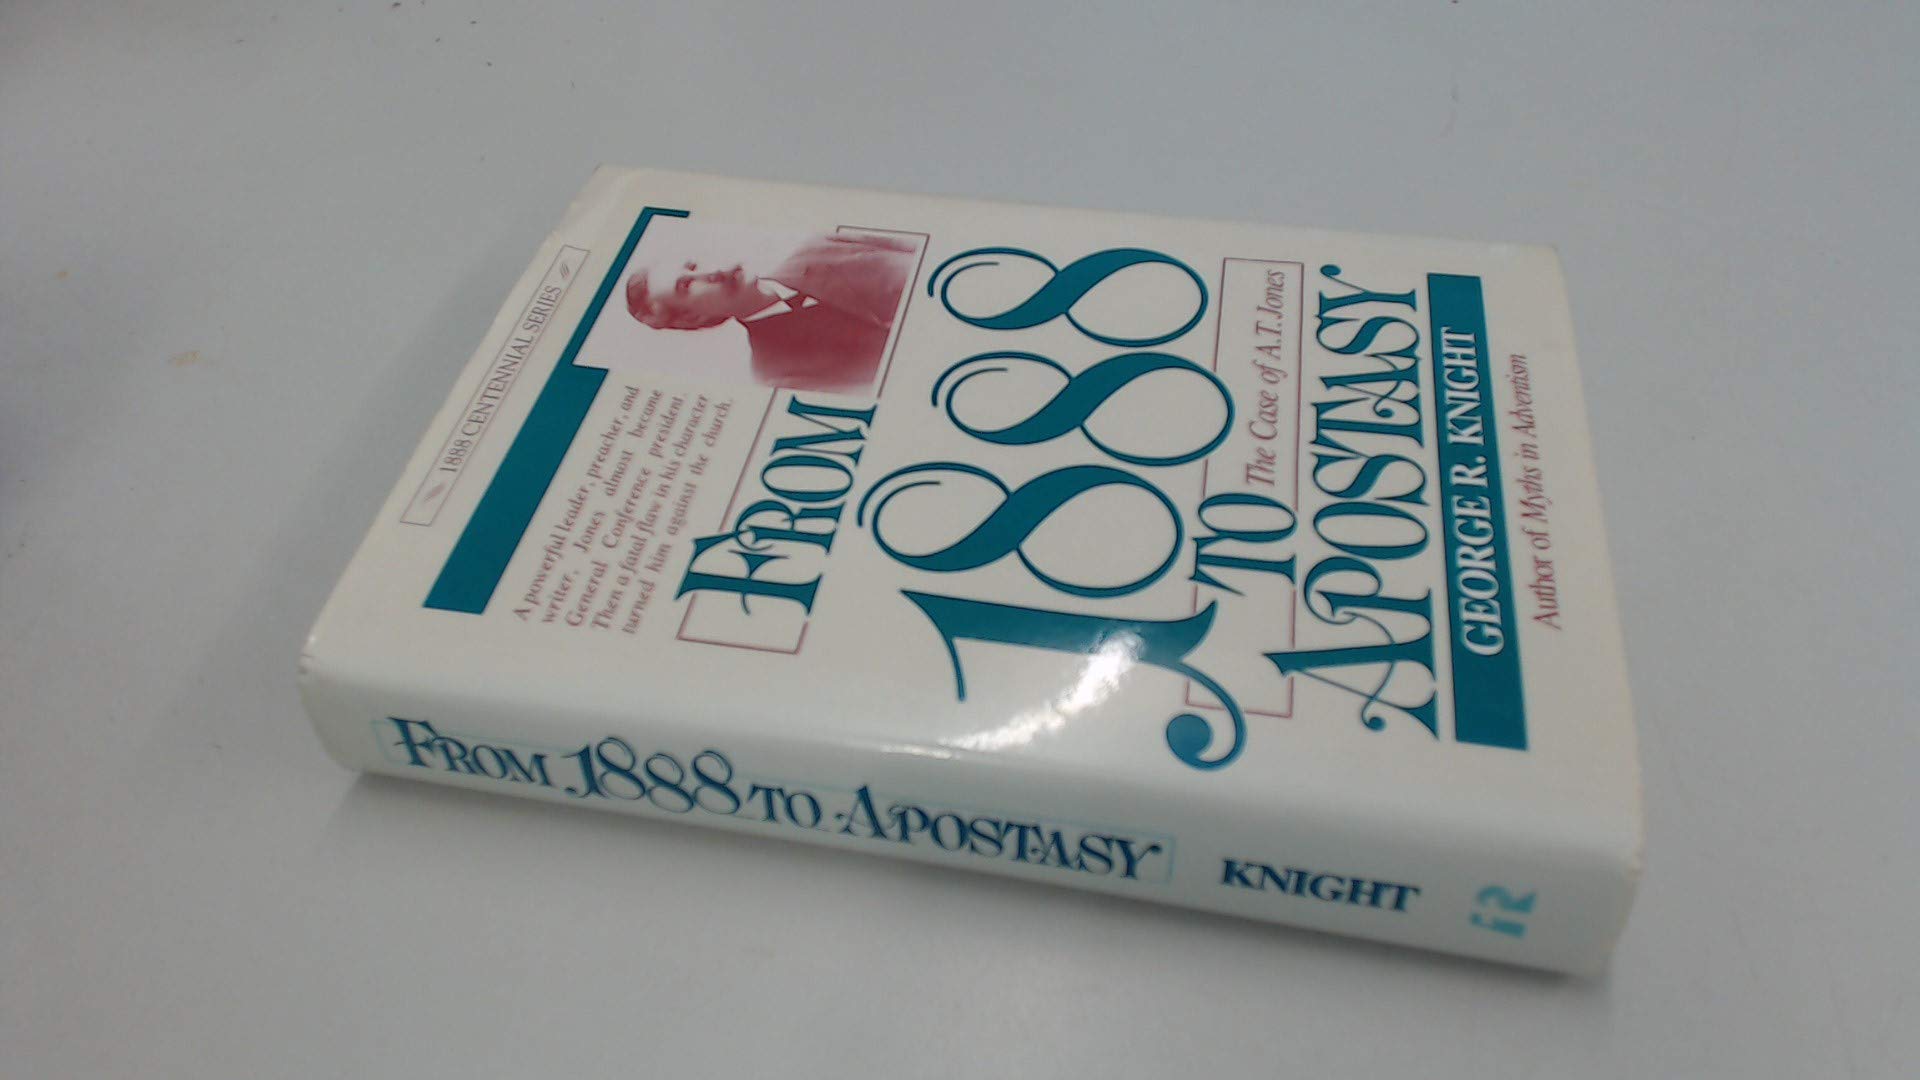 1888 CENTENNIAL SERIES
A powerful leader, preacher, and
writer, Jones almost became
General Conference president.
Then a fatal flaw in his character
turned him against the church.
FROM
1888
TO
The Case of A.T. Jones
APOSTASY
GEORGE R. KNIGHT
Author of Myths in Adventism
FROM 1888 TO APOSTASY KNIGHT